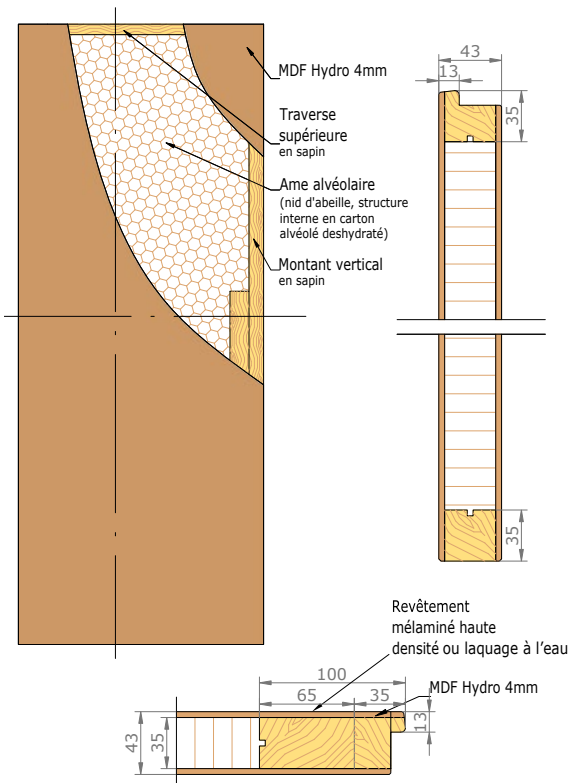 MDF Hydro 4mm
Traverse
supérieure
en sapin
Ame alvéolaire
(nid d'abeille, structure
interne en carton
alvéolé deshydraté)
Montant vertical
en sapin
43
13
35
35
Revêtement
mélaminé haute
densité ou laquage à l'eau
MDF Hydro 4mm
100
65
35
13
43
35